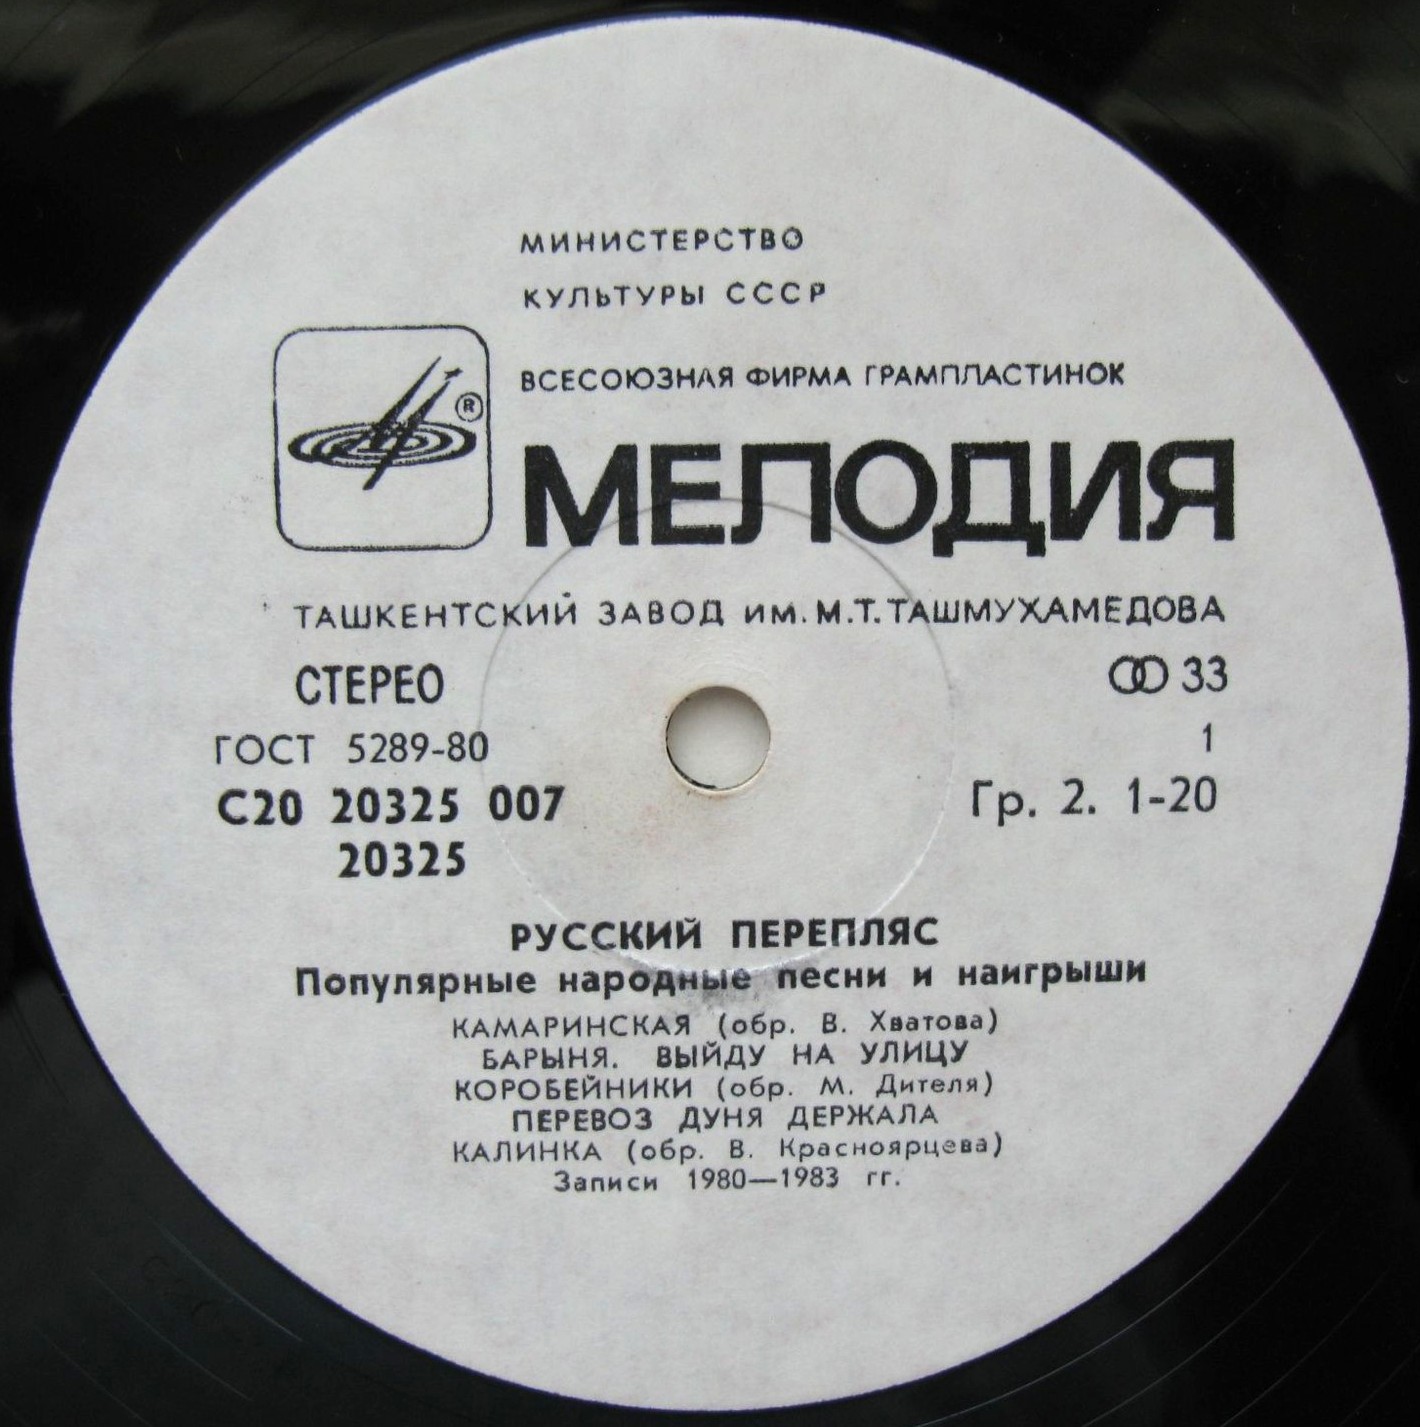 МИНИСТЕРСТВО
КУЛЬТУРЫ СССР
ВСЕСОЮЗНАЯ ФИРМА ГРАМПЛАСТИНОК
®
МЕЛОДИЯ
ТАШКЕНТСКИЙ ЗАВОД ИМ. М.Т. ТАШМУХАМЕДОВА
СТЕРЕО 33
ГОСТ 5289-80 1
С20 20325 007 Гр. 2. 1-20
20325
РУССКИЙ ПЕРЕПЛЯС
Популярные народные песни и наигрыши
КАМАРИНСКАЯ (обр. В. Хватова)
БАРЫНЯ. ВЫЙДУ НА УЛИЦУ
КОРОБЕЙНИКИ (обр. М. Дителя)
ПЕРЕВОЗ ДУНЯ ДЕРЖАЛА
КАЛИНКА (обр. В. Красноярцева)
Записи 1980—1983 гг.